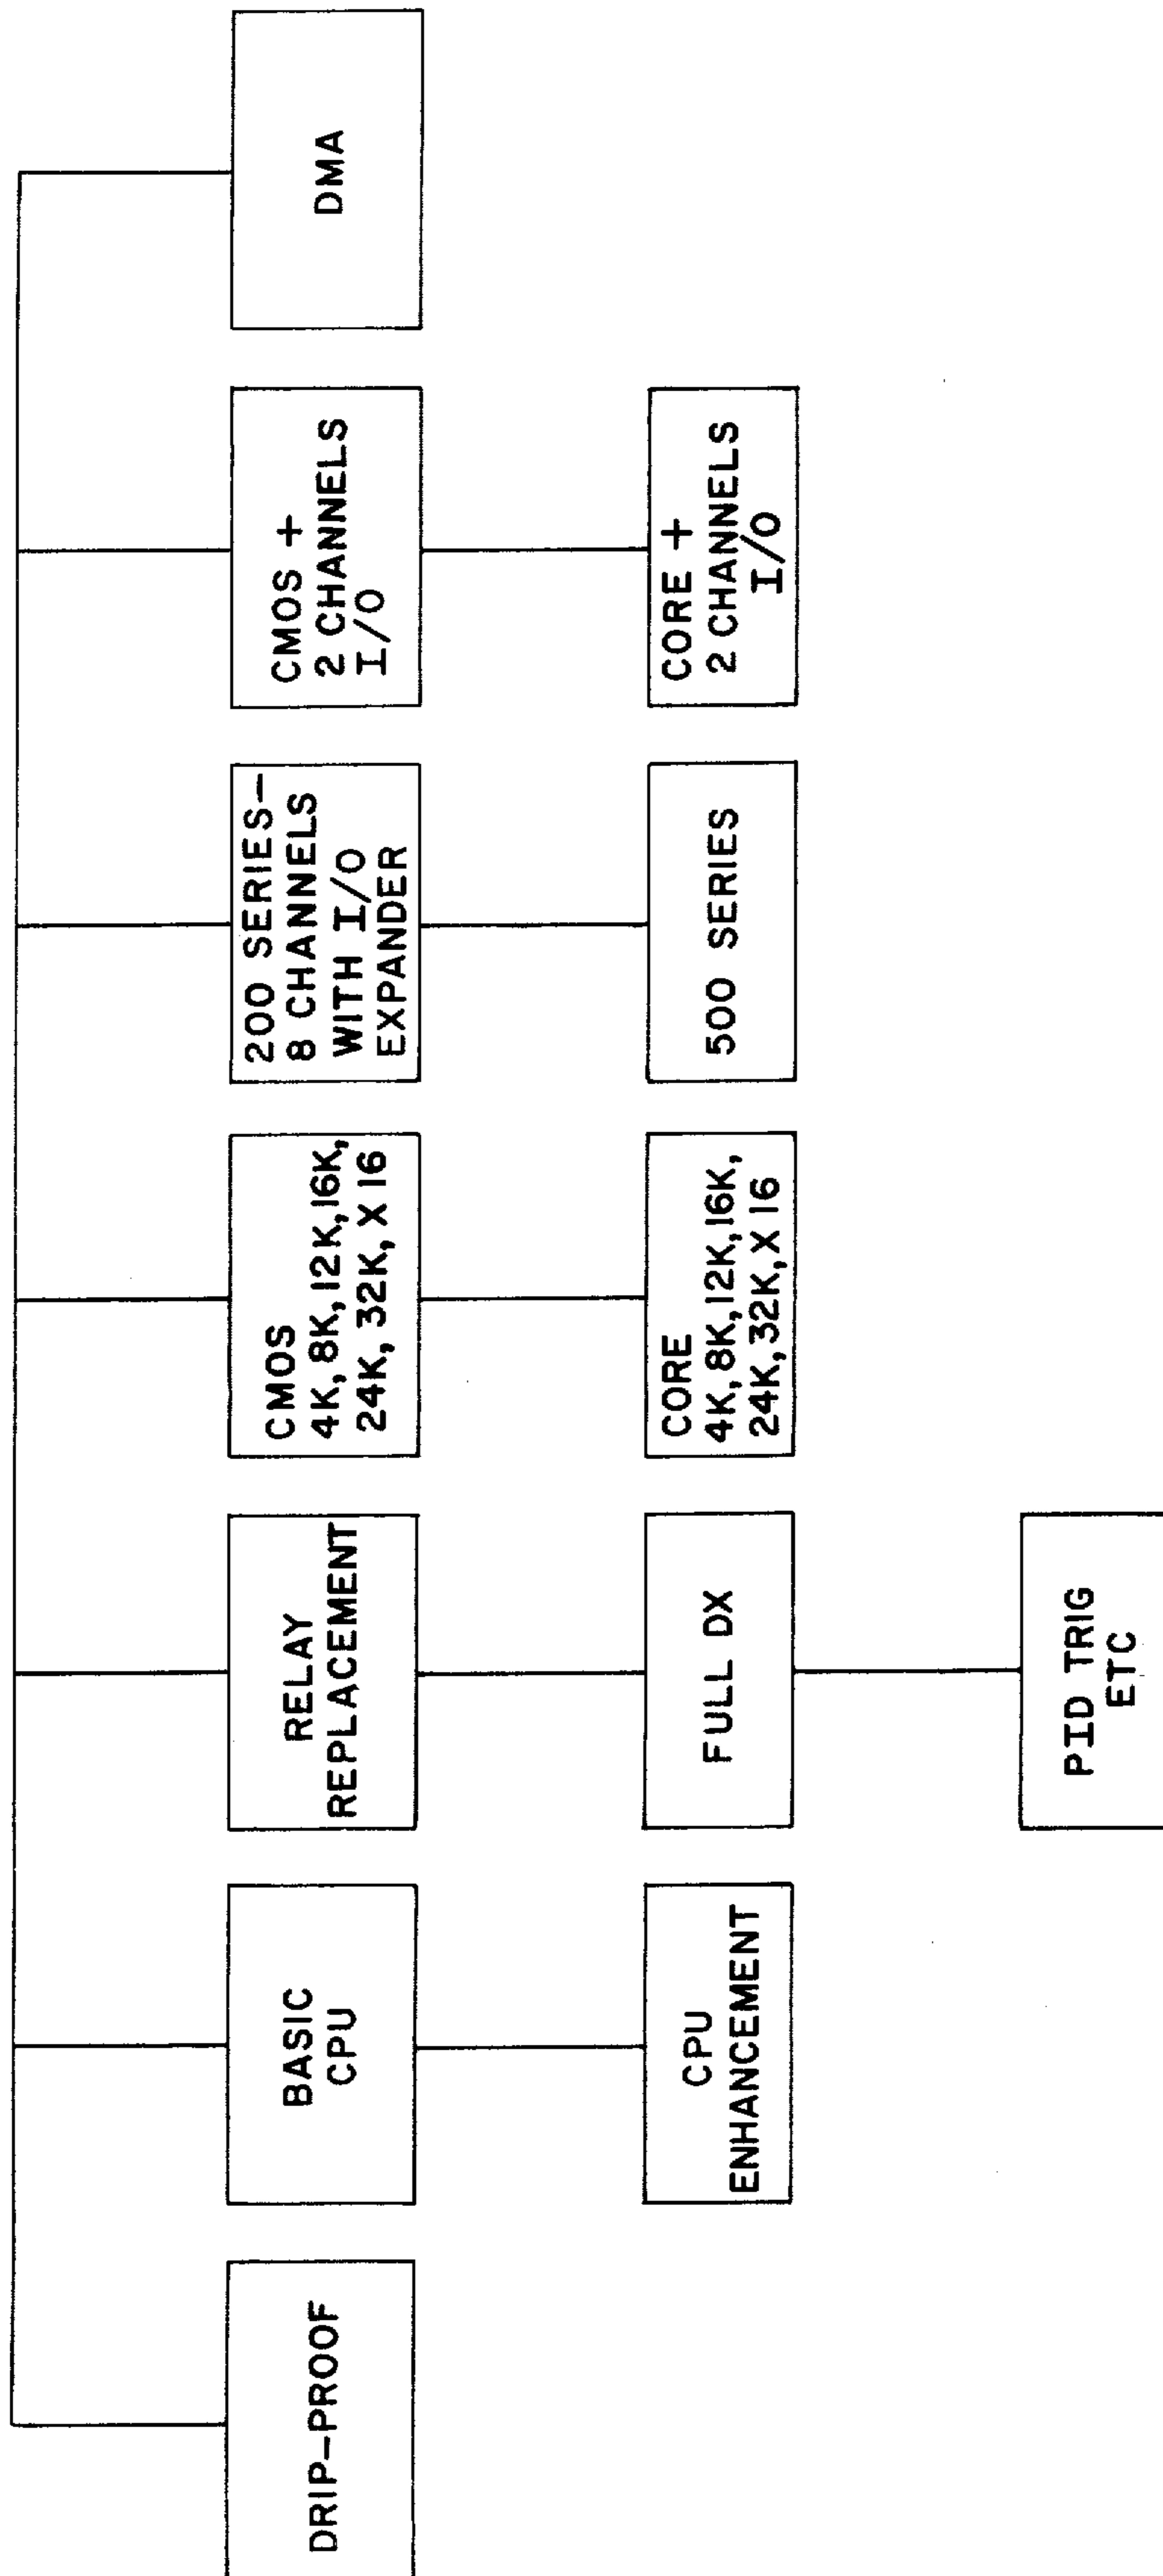 DRIP-PROOF
BASIC
CPU
CPU
ENHANCEMENT
RELAY
REPLACEMENT
FULL DX
PID TRIG
ETC
CMOS
4K, 8K, 12K, 16K,
24K, 32K, X 16
CORE
4K, 8K, 12K, 16K,
24K, 32K, X 16
200 SERIES-
8 CHANNELS
WITH I/O
EXPANDER
500 SERIES
CMOS +
2 CHANNELS
I/O
CORE +
2 CHANNELS
I/O
DMA